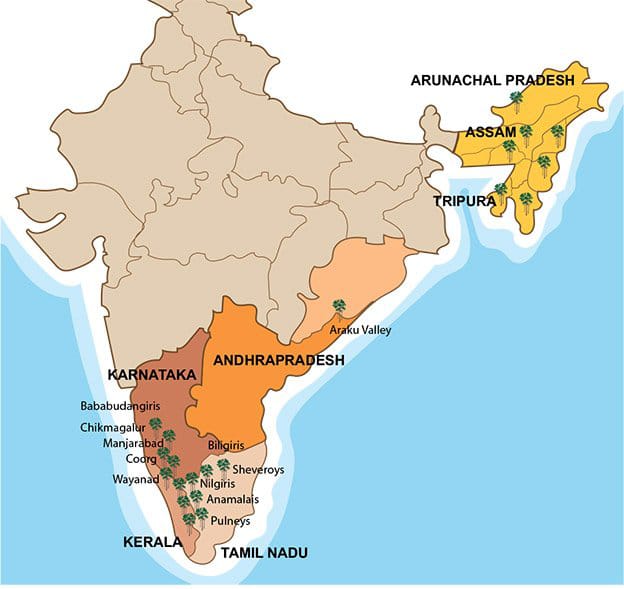 ARUNACHAL PRADESH
ASSAM
TRIPURA
Araku Valley
ANDHRAPRADESH
KARNATAKA
Bababudangiris
Chikmagalur
Manjarabad
Biligiris
Coorg
Sheveroys
Wayanad
Nilgiris
Anamalais
Pulneys
KERALA
TAMIL NADU